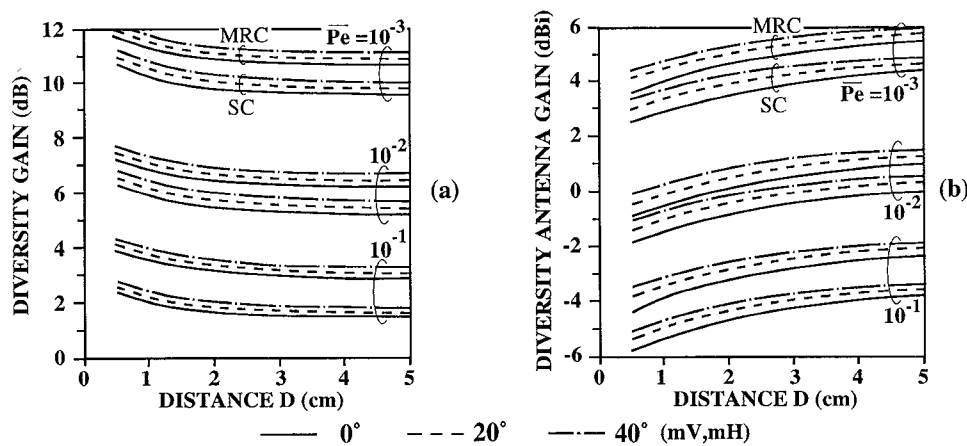 12
10
8
6
4
2
0
DIVERSITY GAIN (dB)
MRC
P̅e̅ =10⁻³
SC
10⁻²
10⁻¹
0 1 2 3 4 5
DISTANCE D (cm)
(a)
6
4
2
0
-2
-4
-6
DIVERSITY ANTENNA GAIN (dBi)
MRC
SC
P̅e̅ =10⁻³
10⁻²
10⁻¹
0 1 2 3 4 5
DISTANCE D (cm)
(b)
0° 20° 40° (mV,mH)